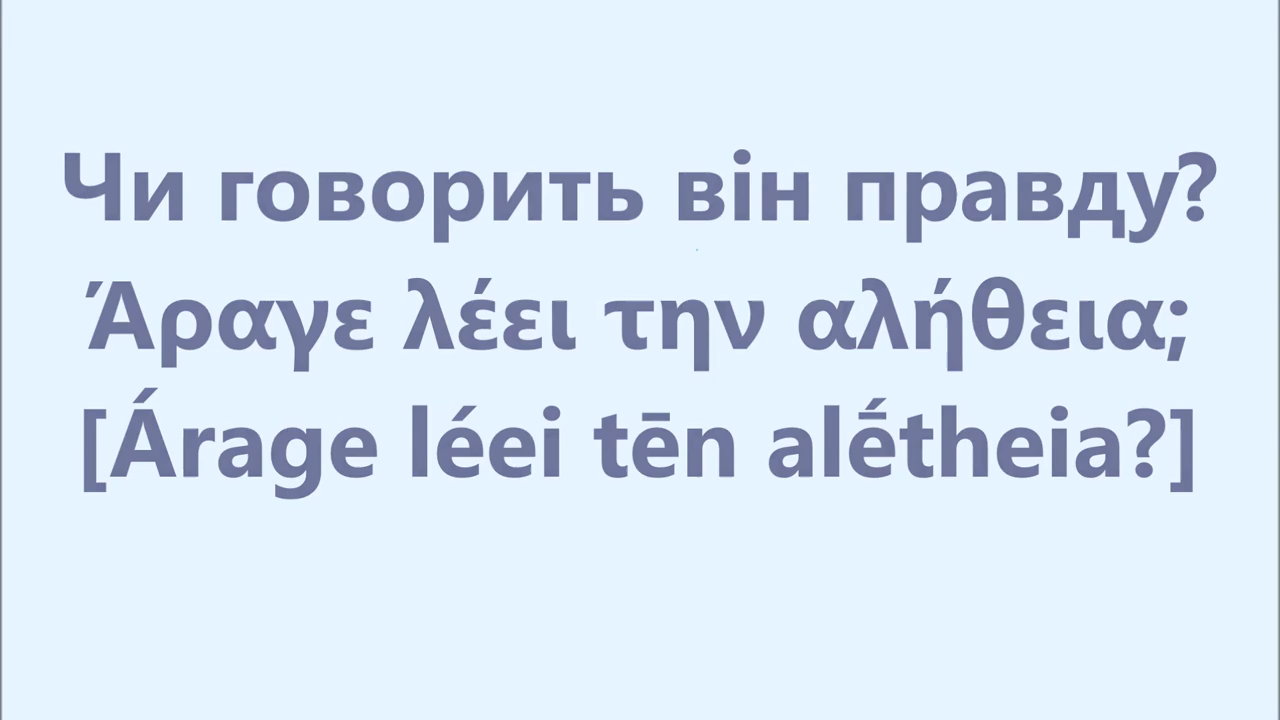 Чи говорить він правду?
Άραγε λέει την αλήθεια;
[Árage léei tēn alḗtheia?]